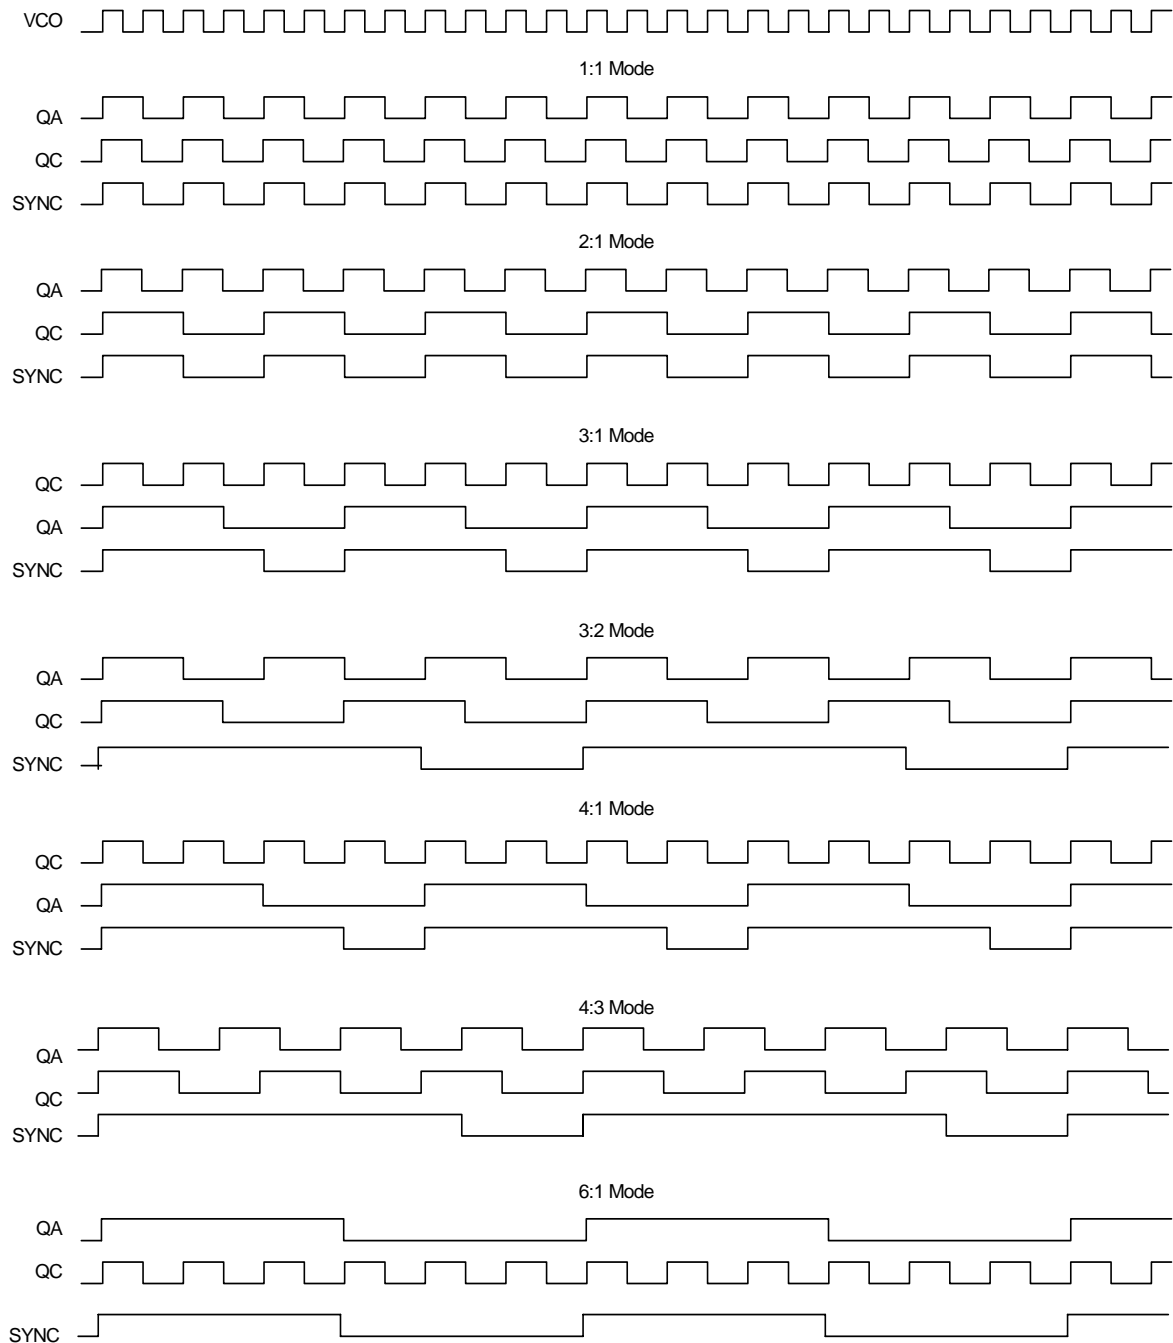 VCO
1:1 Mode
QA
QC
SYNC
2:1 Mode
QA
QC
SYNC
3:1 Mode
QC
QA
SYNC
3:2 Mode
QA
QC
SYNC
4:1 Mode
QC
QA
SYNC
4:3 Mode
QA
QC
SYNC
6:1 Mode
QA
QC
SYNC